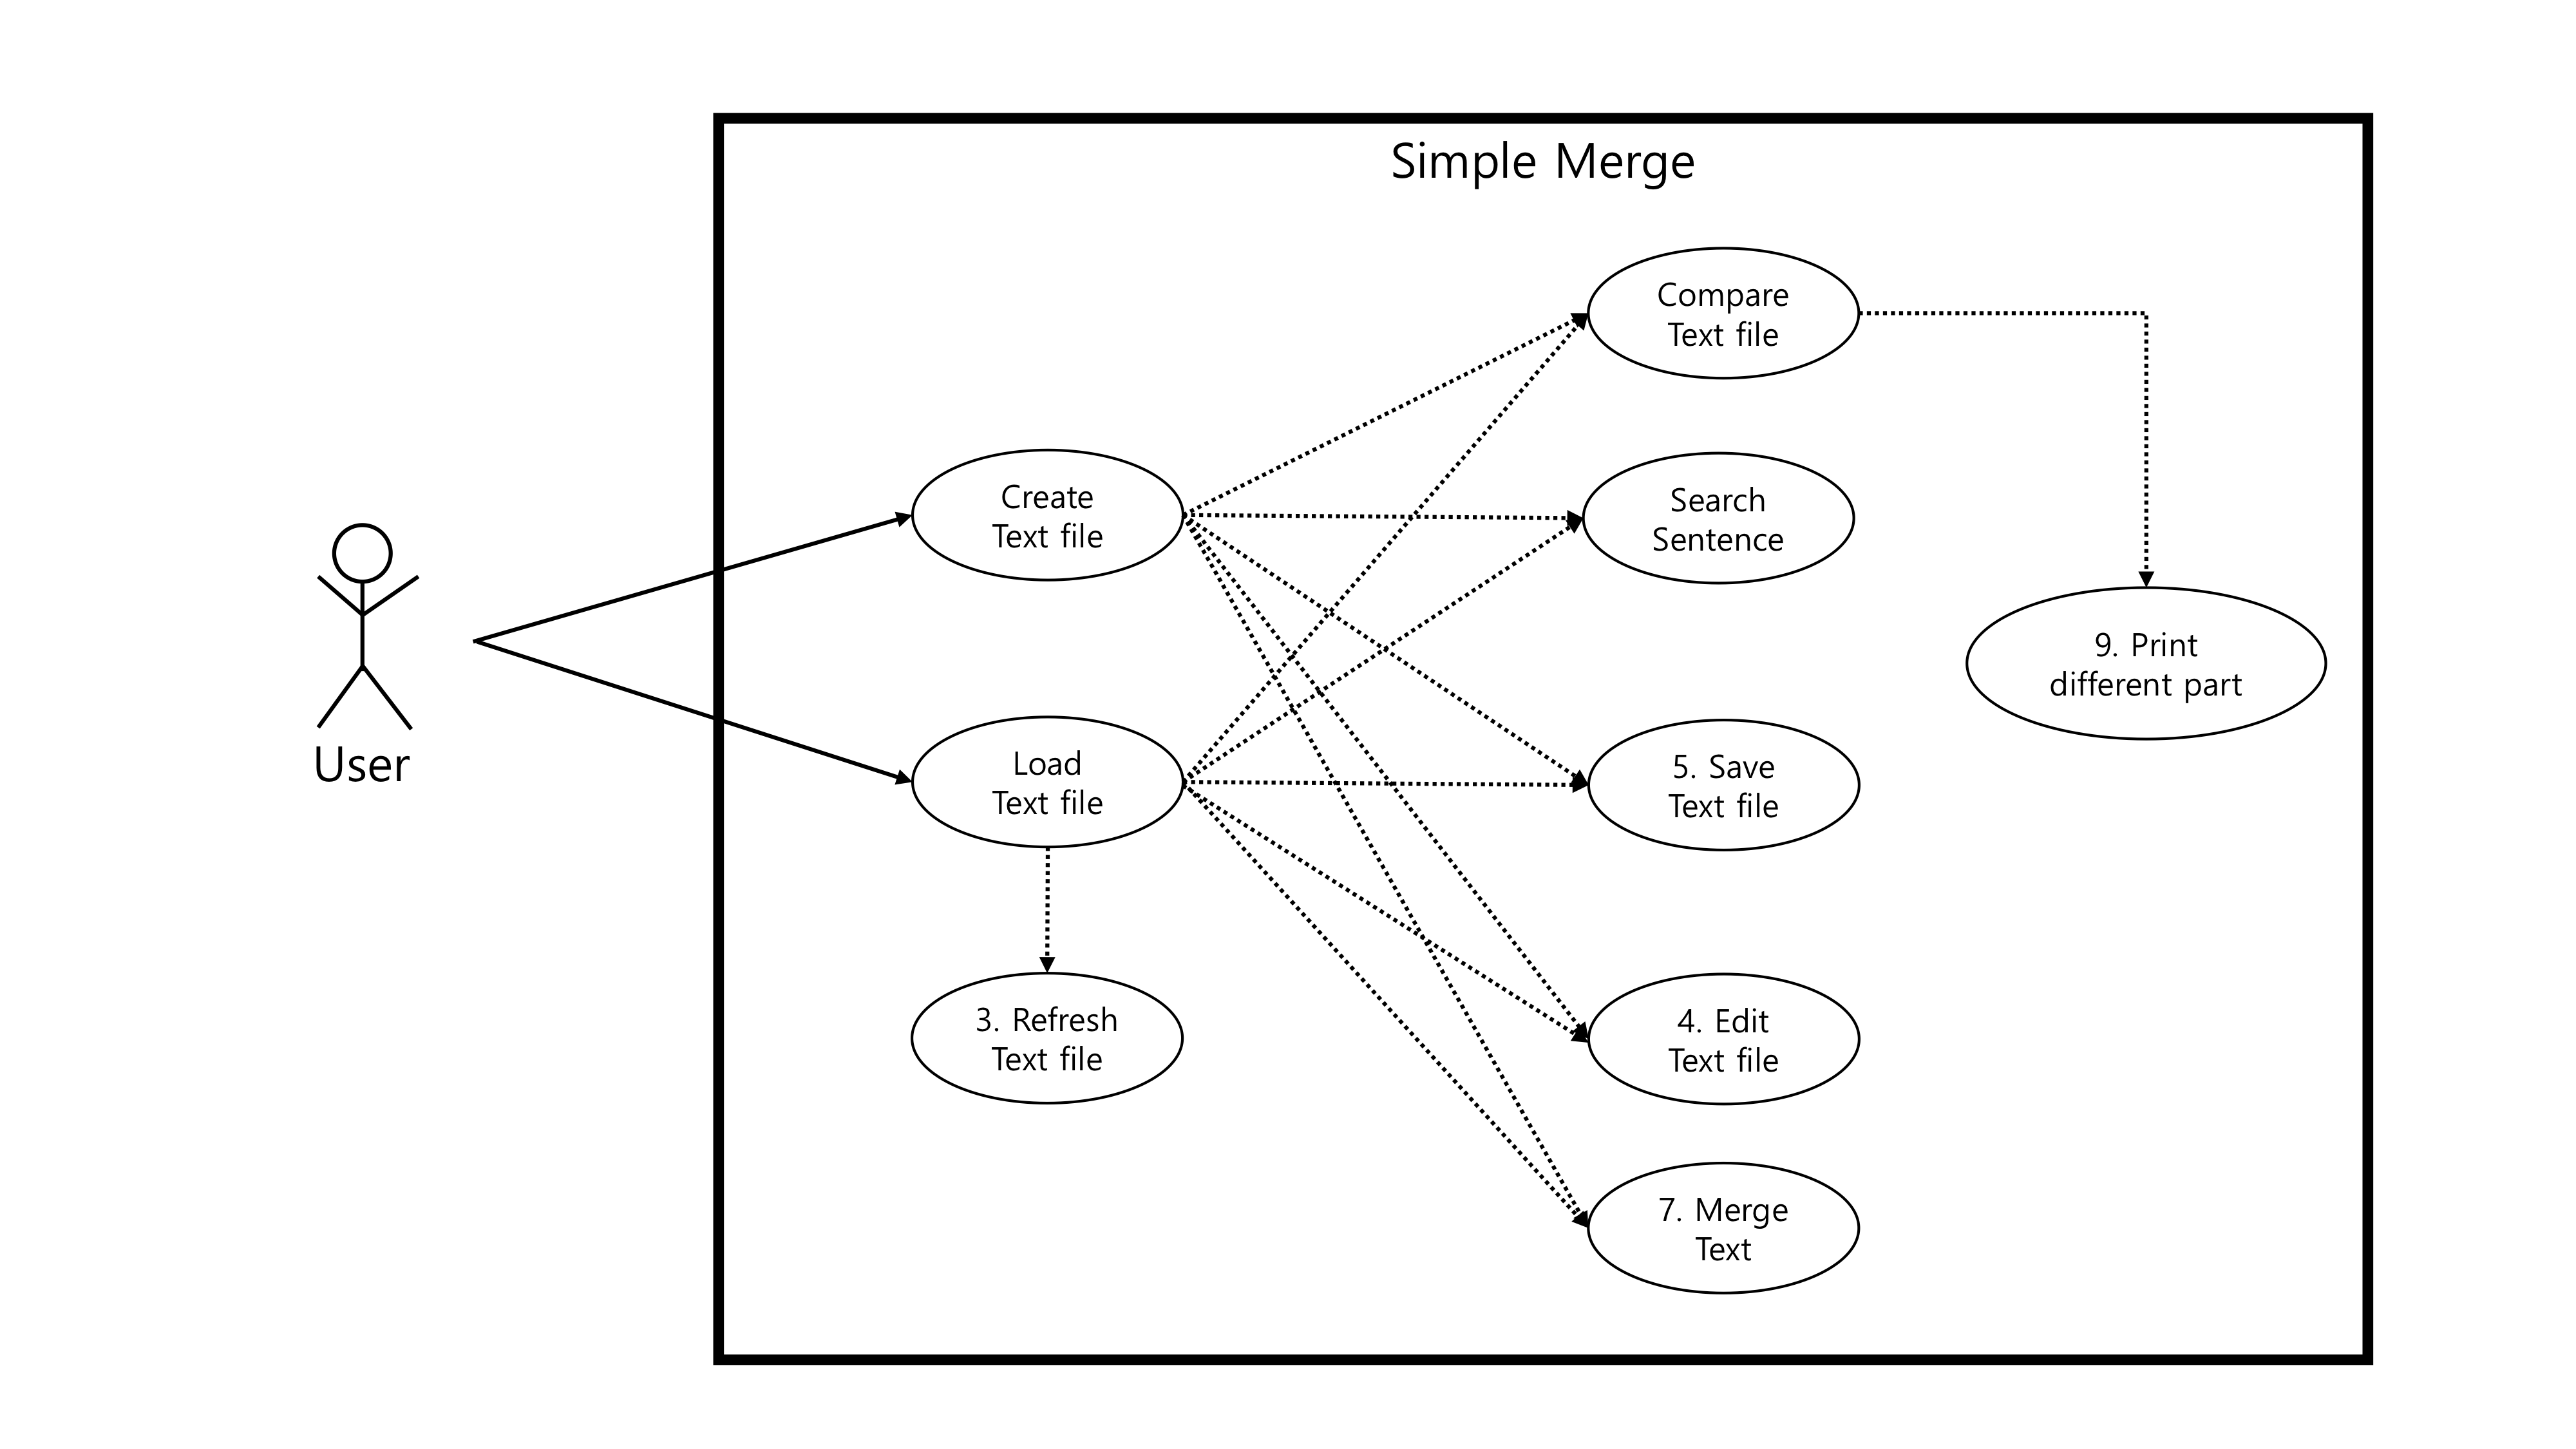 Simple Merge
Compare
Text file
Create
Text file
Search
Sentence
9. Print
different part
User
Load
Text file
5. Save
Text file
3. Refresh
Text file
4. Edit
Text file
7. Merge
Text